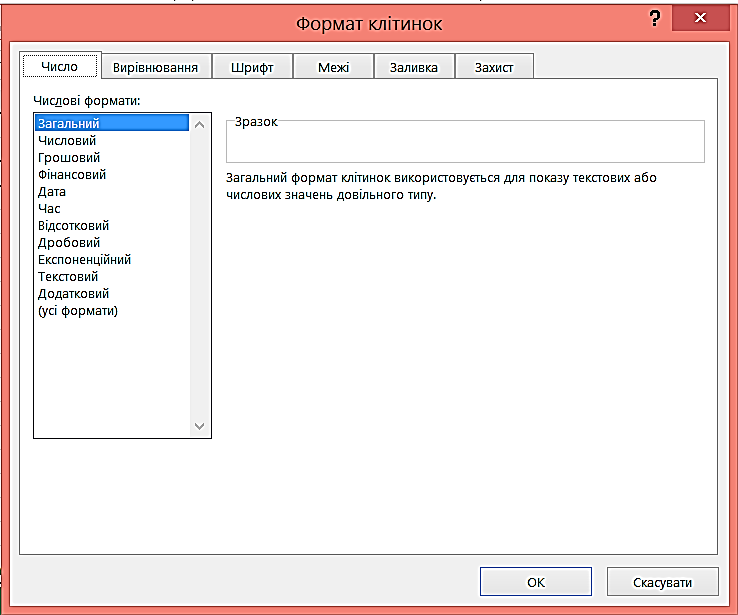 Формат клітинок
?
Число
Вирівнювання
Шрифт
Межі
Заливка
Захист
Числові формати:
Загальний
Числовий
Грошовий
Фінансовий
Дата
Час
Відсотковий
Дробовий
Експоненційний
Текстовий
Додатковий
(усі формати)
Зразок
Загальний формат клітинок використовується для показу текстових або
числових значень довільного типу.
OK
Скасувати